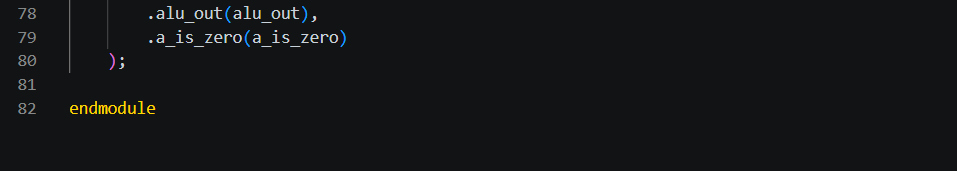 78 .alu_out(alu_out),
79 .a_is_zero(a_is_zero)
80 );
81
82 endmodule